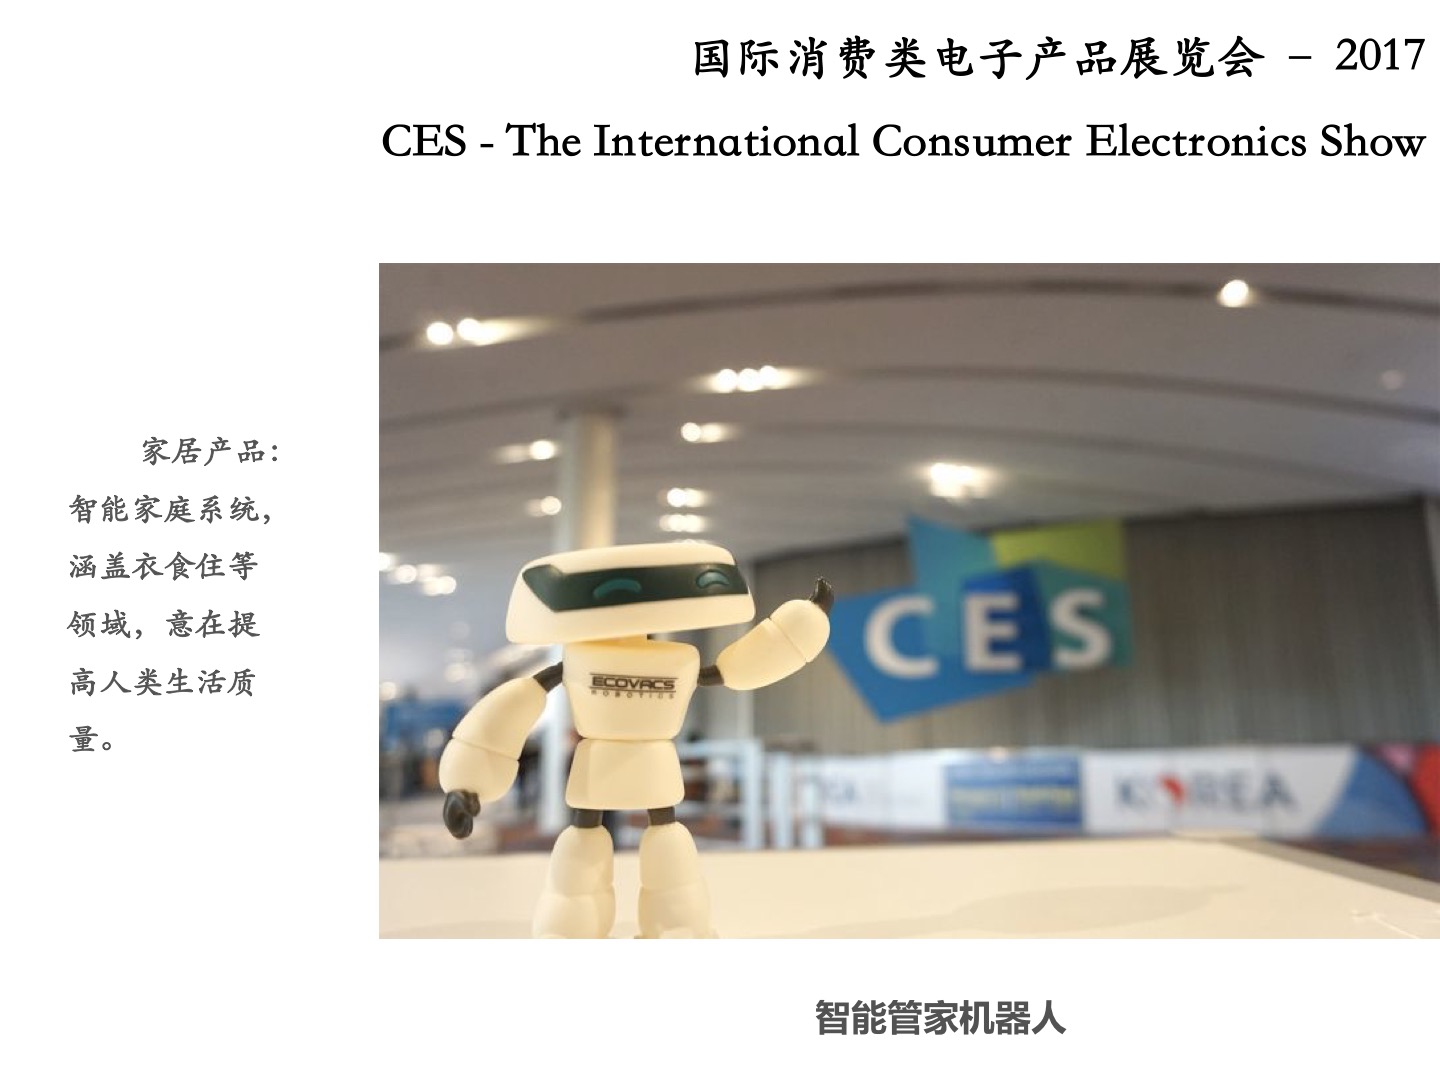 国际消费类电子产品展览会 – 2017
CES - The International Consumer Electronics Show
家居产品：
智能家庭系统，
涵盖衣食住等
领域，意在提
高人类生活质
量。
ECOVACS
ROBOTICS
CES
KOREA
智能管家机器人